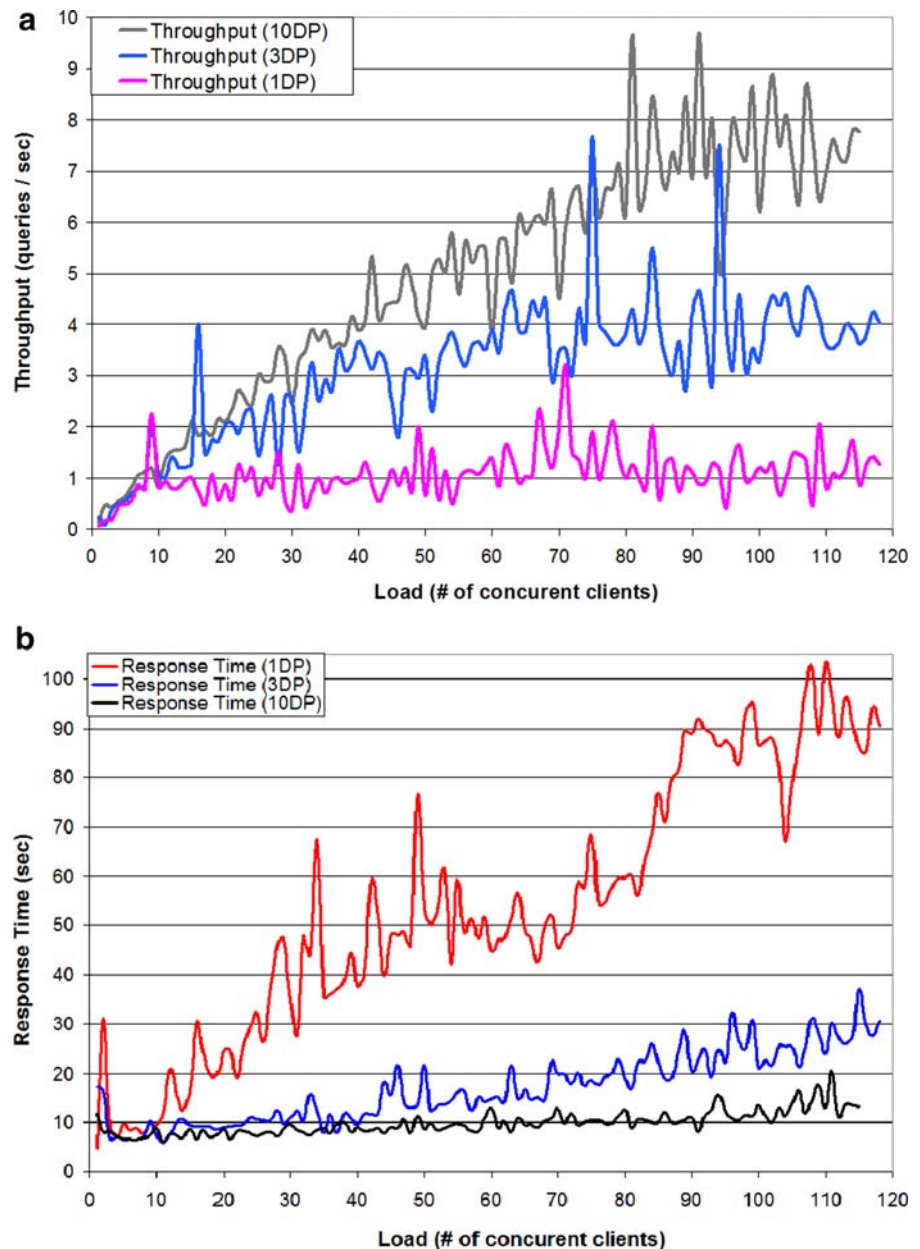 a
10
9
8
7
6
5
4
3
2
1
0
Throughput (queries / sec)
Throughput (10DP)
Throughput (3DP)
Throughput (1DP)
0 10 20 30 40 50 60 70 80 90 100 110 120
Load (# of concurent clients)
b
100
90
80
70
60
50
40
30
20
10
0
Response Time (sec)
Response Time (1DP)
Response Time (3DP)
Response Time (10DP)
0 10 20 30 40 50 60 70 80 90 100 110 120
Load (# of concurent clients)